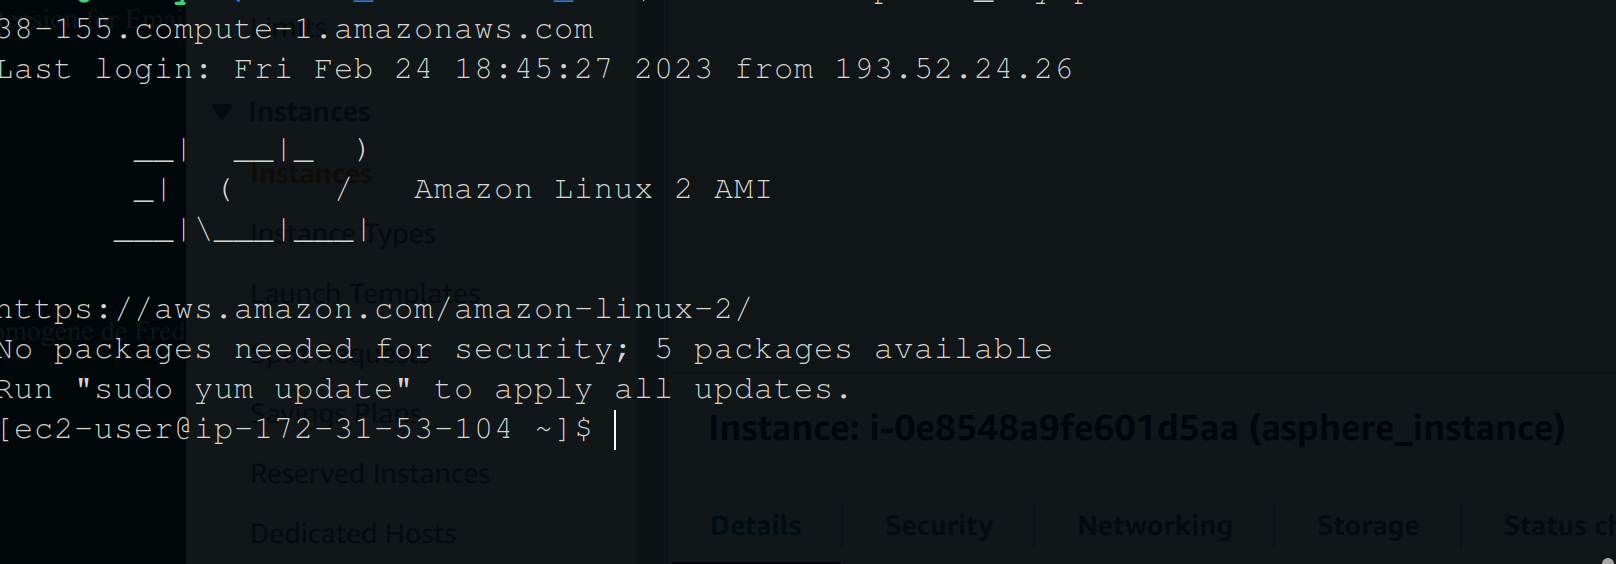 38-155.compute-1.amazonaws.com
Last login: Fri Feb 24 18:45:27 2023 from 193.52.24.26
Instances
__|  __|_  )
Instances
_|  (     /   Amazon Linux 2 AMI
___|\___|___|
Instance Types
Launch Templates
https://aws.amazon.com/amazon-linux-2/
No packages needed for security; 5 packages available
Run "sudo yum update" to apply all updates.
Savings Plans
[ec2-user@ip-172-31-53-104 ~]$
Instance: i-0e8548a9fe601d5aa (asphere_instance)
Reserved Instances
Dedicated Hosts
Details
Security
Networking
Storage
Status